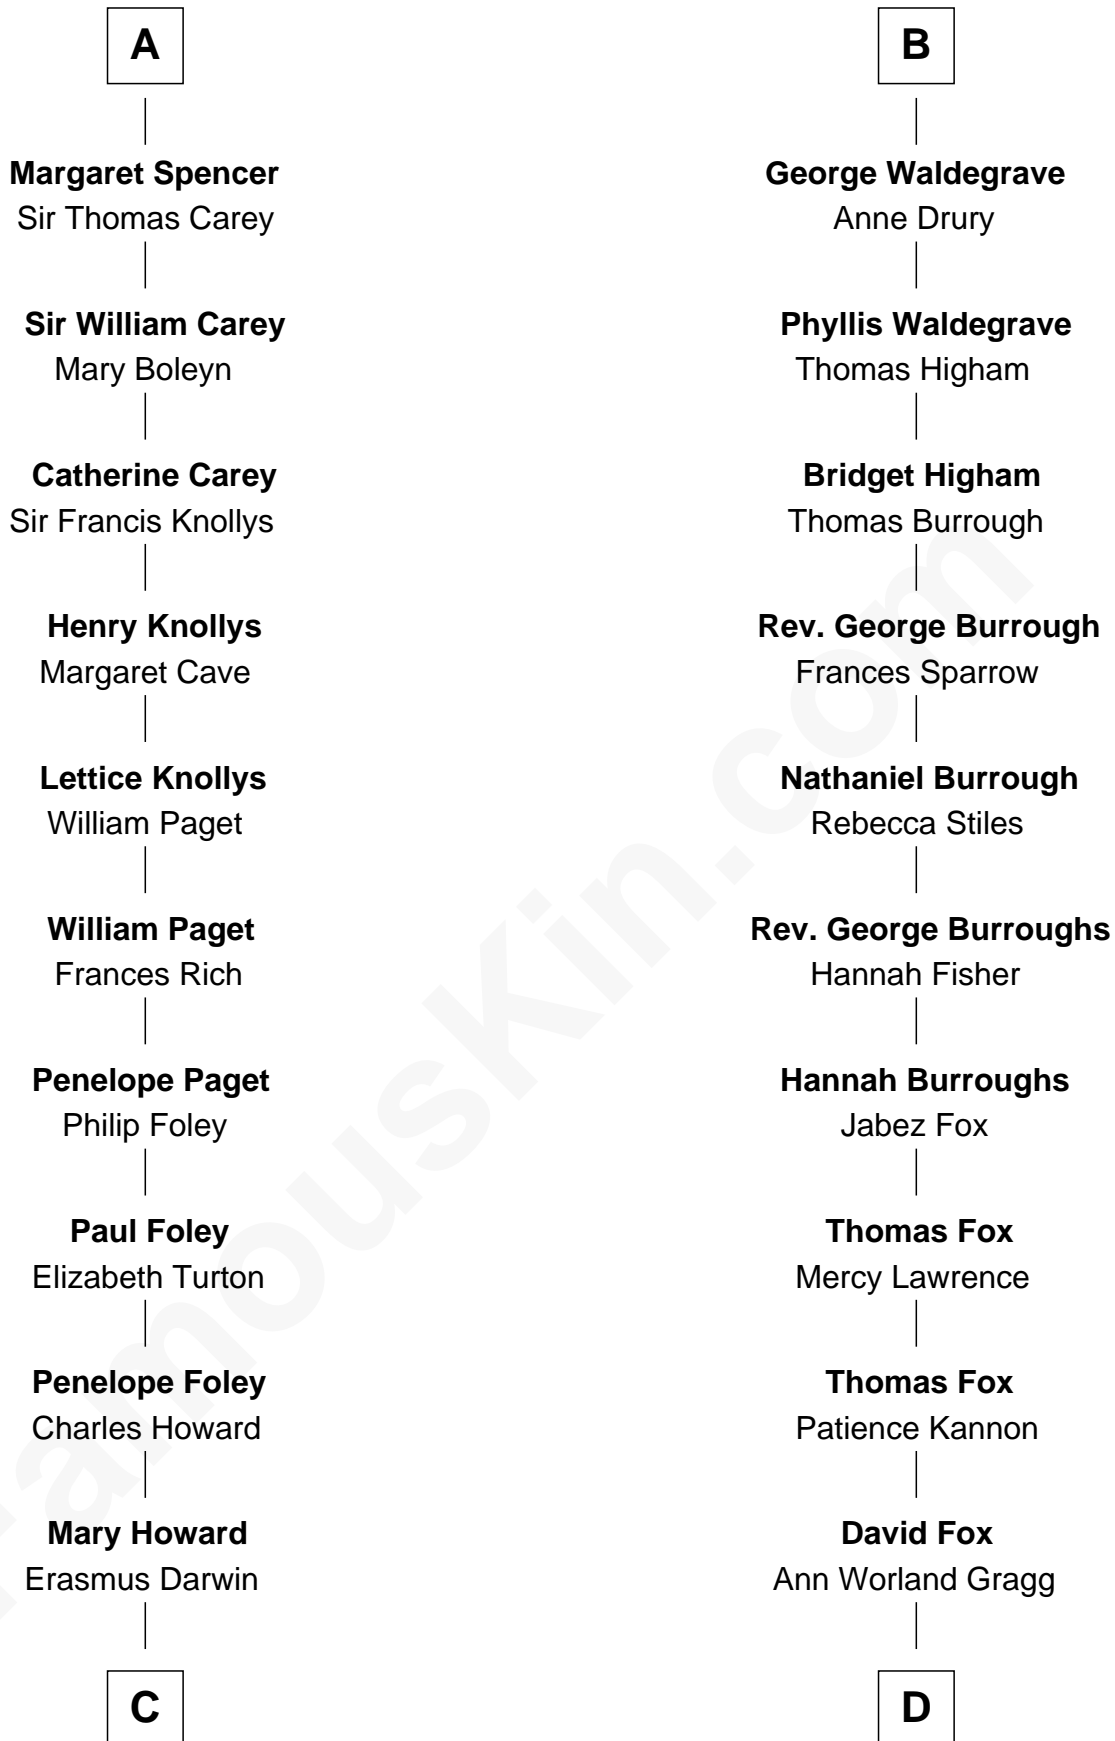 A
Margaret Spencer
Sir Thomas Carey
Sir William Carey
Mary Boleyn
Catherine Carey
Sir Francis Knollys
Henry Knollys
Margaret Cave
Lettice Knollys
William Paget
William Paget
Frances Rich
Penelope Paget
Philip Foley
Paul Foley
Elizabeth Turton
Penelope Foley
Charles Howard
Mary Howard
Erasmus Darwin
C
B
George Waldegrave
Anne Drury
Phyllis Waldegrave
Thomas Higham
Bridget Higham
Thomas Burrough
Rev. George Burrough
Frances Sparrow
Nathaniel Burrough
Rebecca Stiles
Rev. George Burroughs
Hannah Fisher
Hannah Burroughs
Jabez Fox
Thomas Fox
Mercy Lawrence
Thomas Fox
Patience Kannon
David Fox
Ann Worland Gragg
D
FamousKin.com